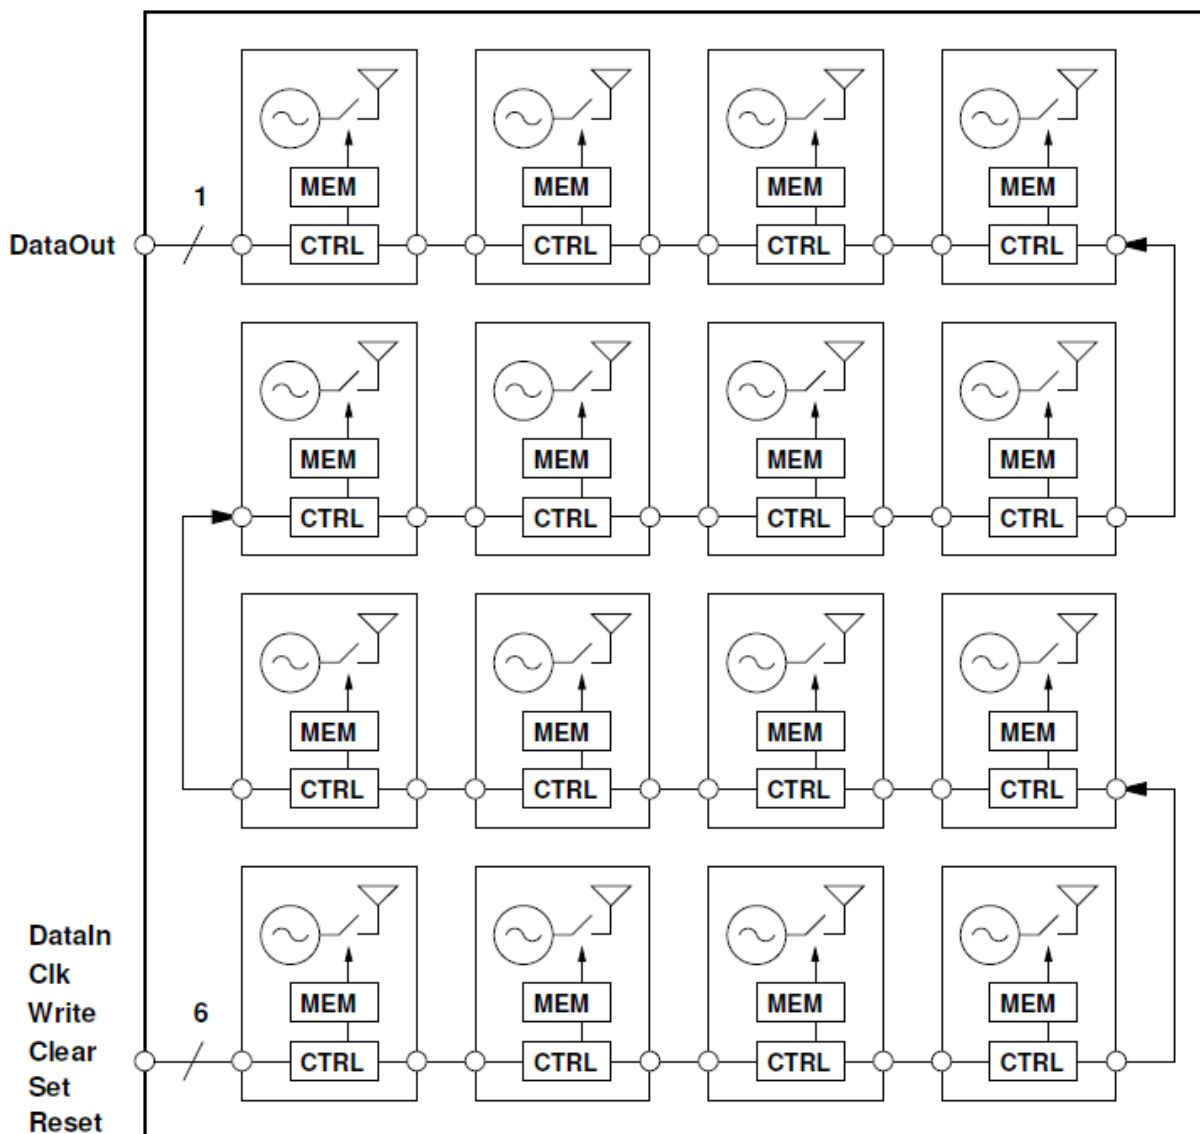 1
MEM MEM MEM MEM
DataOut CTRL CTRL CTRL CTRL
MEM MEM MEM MEM
CTRL CTRL CTRL CTRL
MEM MEM MEM MEM
CTRL CTRL CTRL CTRL
DataIn
Clk
MEM MEM MEM MEM
Write 6
Clear CTRL CTRL CTRL CTRL
Set
Reset